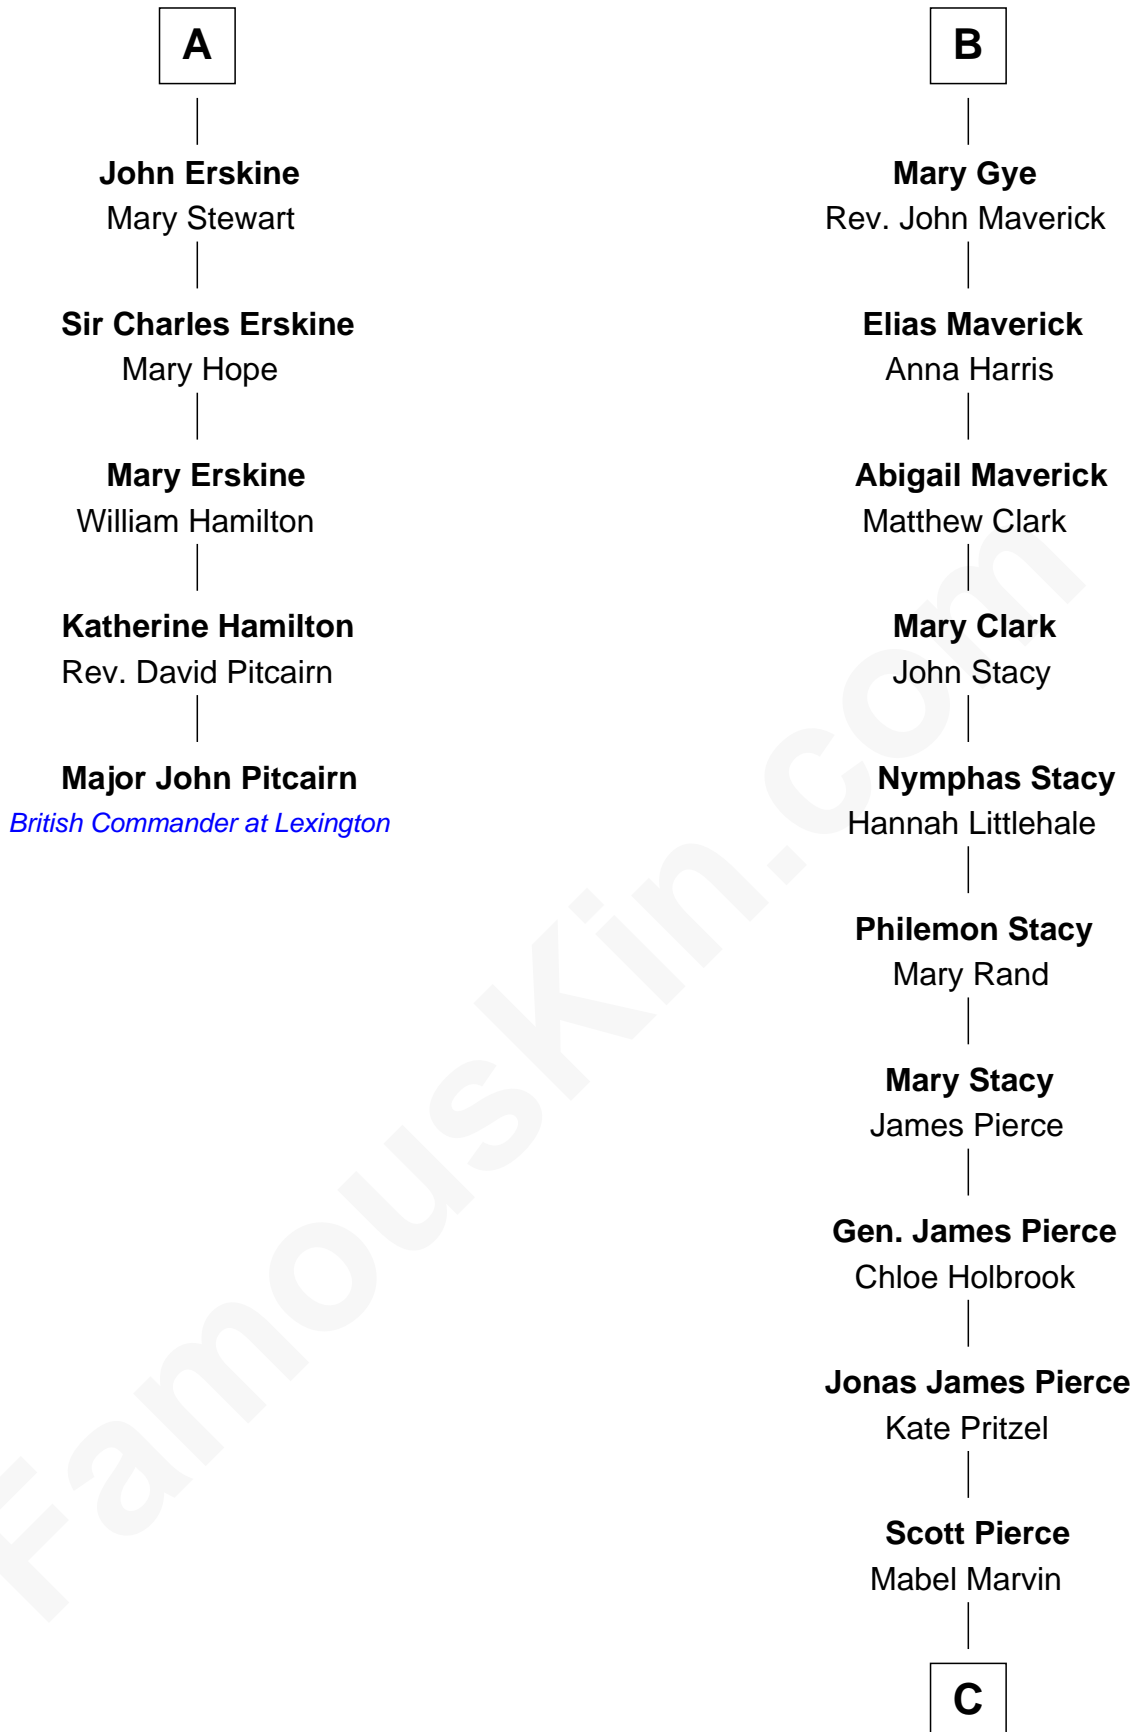 A
John Erskine
Mary Stewart
Sir Charles Erskine
Mary Hope
Mary Erskine
William Hamilton
Katherine Hamilton
Rev. David Pitcairn
Major John Pitcairn
British Commander at Lexington
B
Mary Gye
Rev. John Maverick
Elias Maverick
Anna Harris
Abigail Maverick
Matthew Clark
Mary Clark
John Stacy
Nymphas Stacy
Hannah Littlehale
Philemon Stacy
Mary Rand
Mary Stacy
James Pierce
Gen. James Pierce
Chloe Holbrook
Jonas James Pierce
Kate Pritzel
Scott Pierce
Mabel Marvin
C
FamousKin.com